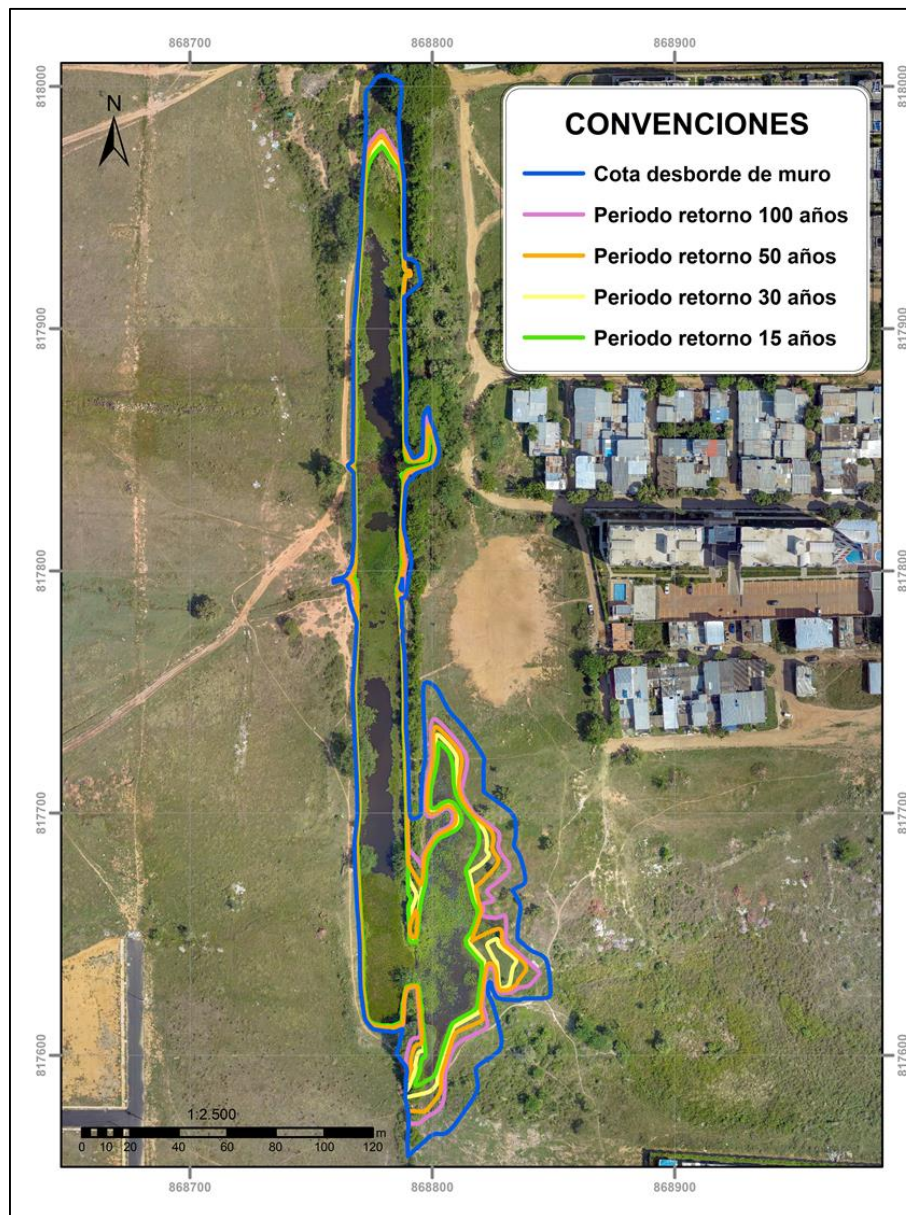 868700
868800
868900
818000
818000
N
CONVENCIONES
Cota desborde de muro
Periodo retorno 100 años
Periodo retorno 50 años
Periodo retorno 30 años
Periodo retorno 15 años
817900
817900
817800
817800
817700
817700
817600
817600
1:2.500
m
0 5 10 20 40 60 80 100 120
868700
868800
868900